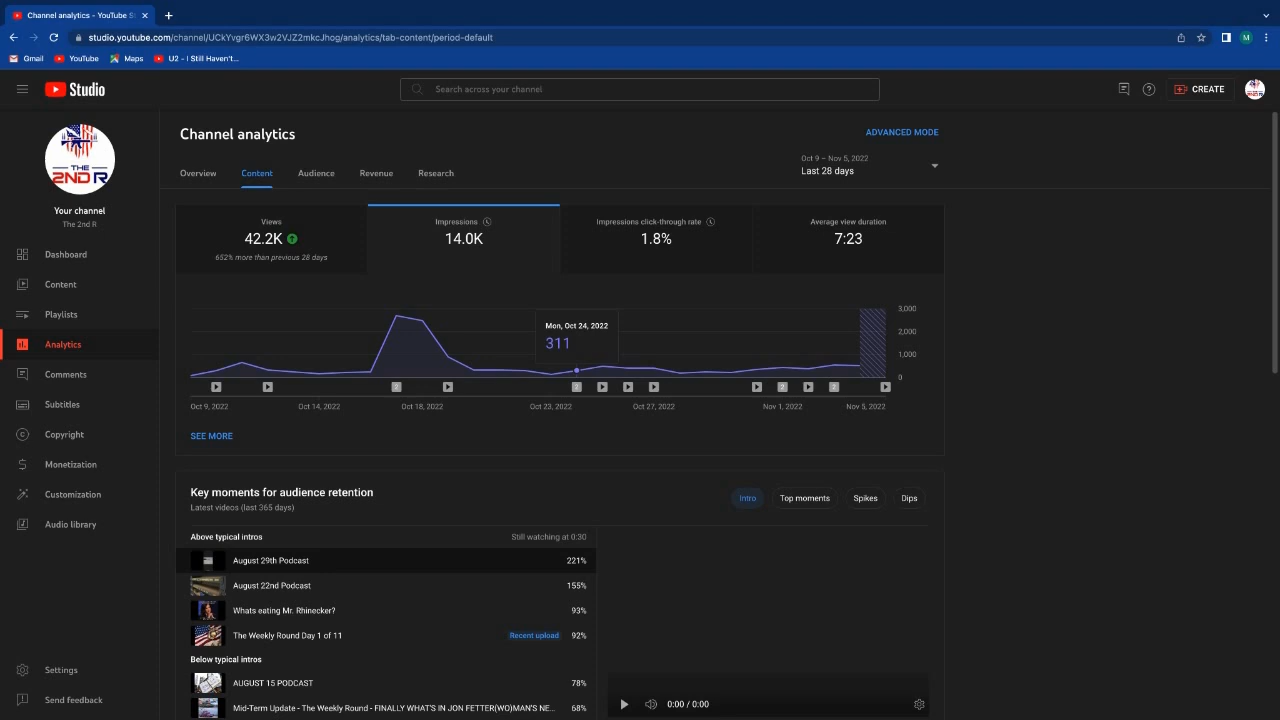 Channel analytics - YouTube St
studio.youtube.com/channel/UCkYvgr6WX3w2VJZ2mkcJhog/analytics/tab-content/period-default
M
Gmail
YouTube
Maps
U2 - I Still Haven't...
Studio
Search across your channel
CREATE
THE
2ND R
Your channel
The 2nd R
Dashboard
Content
Playlists
Analytics
Comments
Subtitles
Copyright
Monetization
Customization
Audio library
Settings
Send feedback
Channel analytics
ADVANCED MODE
Overview
Content
Audience
Revenue
Research
Oct 9 – Nov 5, 2022
Last 28 days
Views
42.2K
652% more than previous 28 days
Impressions
14.0K
Impressions click-through rate
1.8%
Average view duration
7:23
Mon, Oct 24, 2022
311
3,000
2,000
1,000
0
2
2
2
2
Oct 9, 2022
Oct 14, 2022
Oct 18, 2022
Oct 23, 2022
Oct 27, 2022
Nov 1, 2022
Nov 5, 2022
SEE MORE
Key moments for audience retention
Latest videos (last 365 days)
Intro
Top moments
Spikes
Dips
Above typical intros
Still watching at 0:30
August 29th Podcast
221%
August 22nd Podcast
155%
Whats eating Mr. Rhinecker?
93%
The Weekly Round Day 1 of 11
Recent upload
92%
Below typical intros
AUGUST 15 PODCAST
78%
Mid-Term Update - The Weekly Round - FINALLY WHAT'S IN JON FETTER(WO)MAN'S NE...
68%
0:00 / 0:00